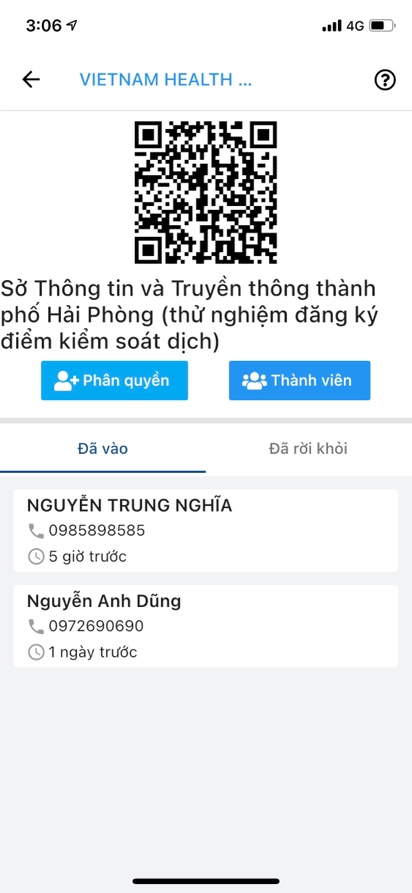 3:06
4G
VIETNAM HEALTH ...
Sở Thông tin và Truyền thông thành
phố Hải Phòng (thử nghiệm đăng ký
điểm kiểm soát dịch)
Phân quyền
Thành viên
Đã vào
Đã rời khỏi
NGUYỄN TRUNG NGHĨA
0985898585
5 giờ trước
Nguyễn Anh Dũng
0972690690
1 ngày trước